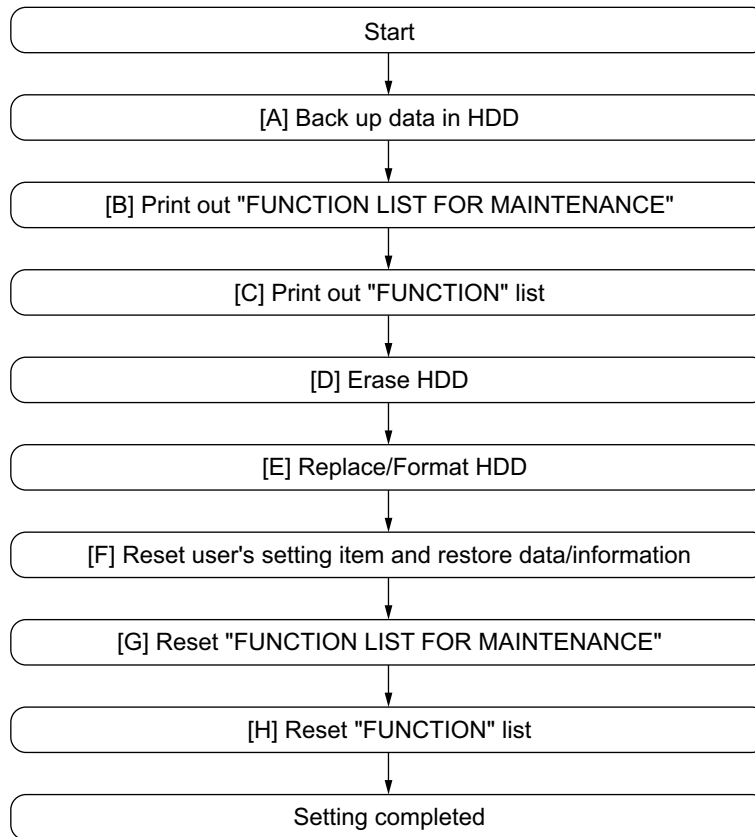 Start
[A] Back up data in HDD
[B] Print out "FUNCTION LIST FOR MAINTENANCE"
[C] Print out "FUNCTION" list
[D] Erase HDD
[E] Replace/Format HDD
[F] Reset user's setting item and restore data/information
[G] Reset "FUNCTION LIST FOR MAINTENANCE"
[H] Reset "FUNCTION" list
Setting completed